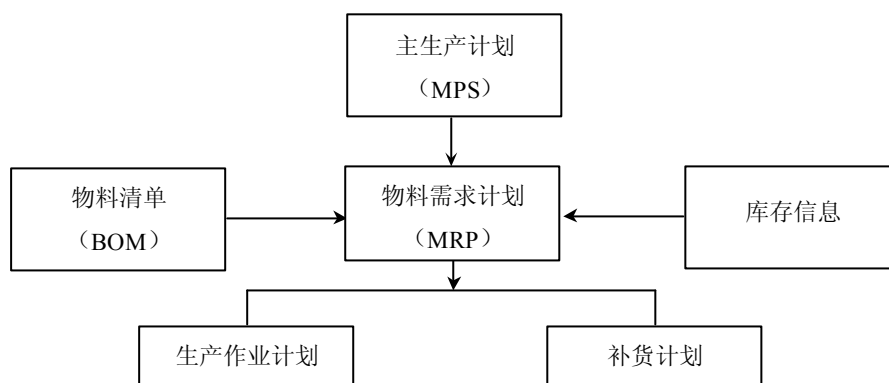 主生产计划
（MPS）
物料清单
（BOM）
物料需求计划
（MRP）
库存信息
生产作业计划
补货计划